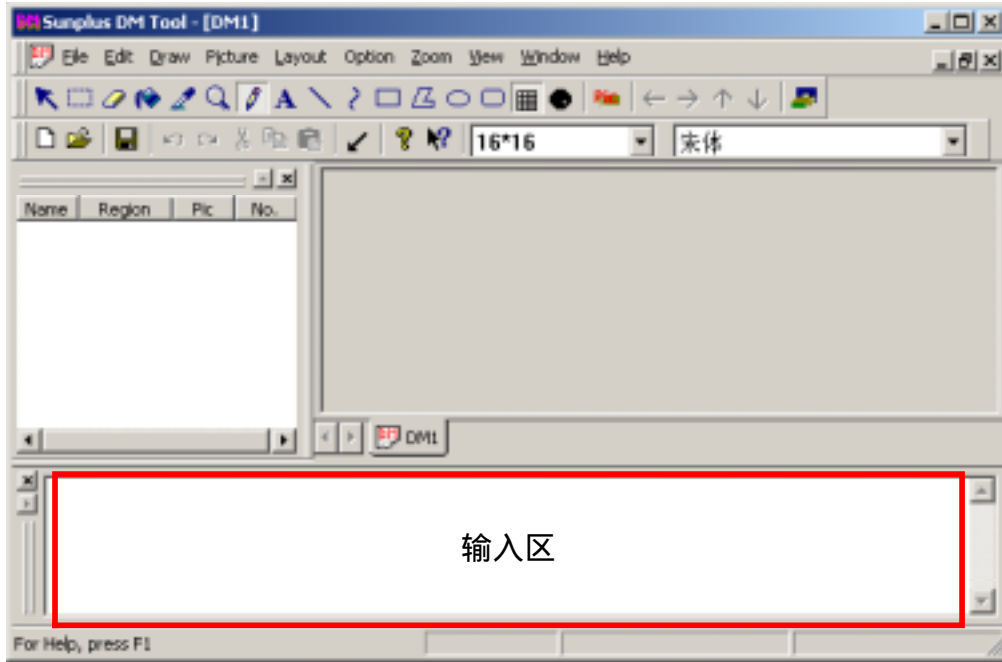 Sunplus DM Tool - [DM1]
File Edit Draw Picture Layout Option Zoom View Window Help
16*16 宋体
Name Region Pic No.
DM1
输入区
For Help, press F1